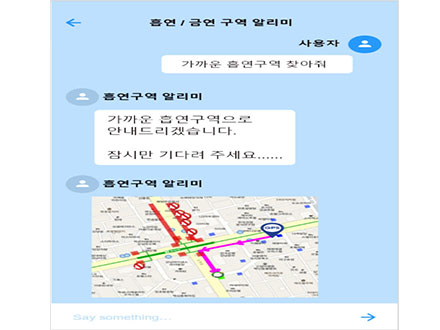 흡연 / 금연 구역 알리미
사용자
가까운 흡연구역 찾아줘
흡연구역 알리미
가까운 흡연구역으로
안내드리겠습니다.
잠시만 기다려 주세요......
흡연구역 알리미
GPS
Say something...